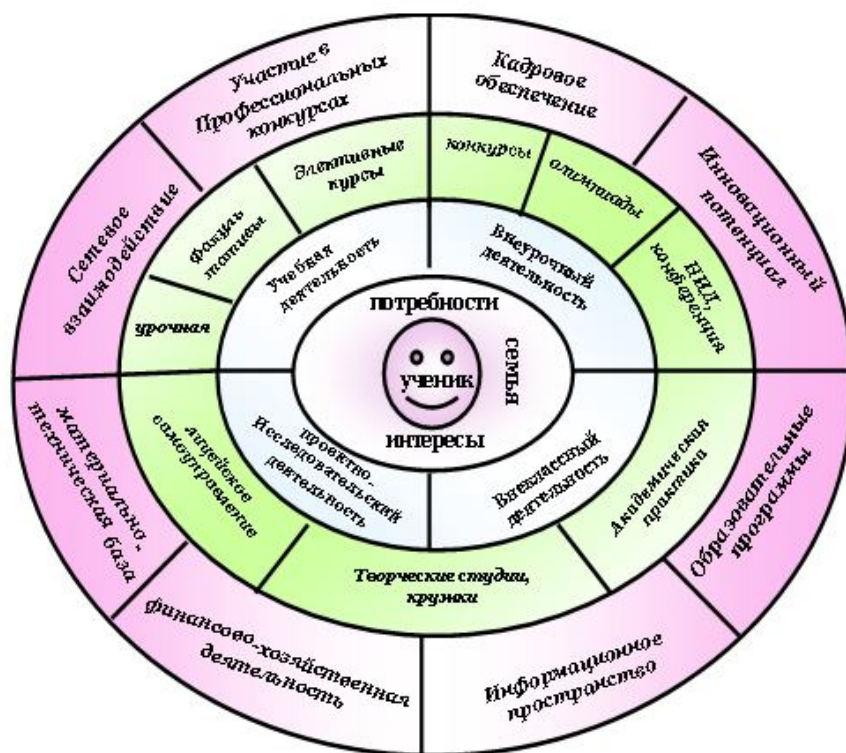 Участие в
Профессиональных
конкурсах
Кадровое
обеспечение
Инновационный
потенциал
Образовательные
программы
Информационное
пространство
финансово-хозяйственная
деятельность
материально-
техническая база
Сетевое
взаимодействие
урочная
Факуль
тативы
Элективные
курсы
конкурсы
олимпиады
НИД,
конференция
Академическая
практика
Творческие студии,
кружки
лицейское
самоуправление
Учебная
деятельность
Внеурочный
деятельность
Внеклассный
деятельность
проектно-
Исследовательский
деятельность
потребности
семья
ученик
интересы